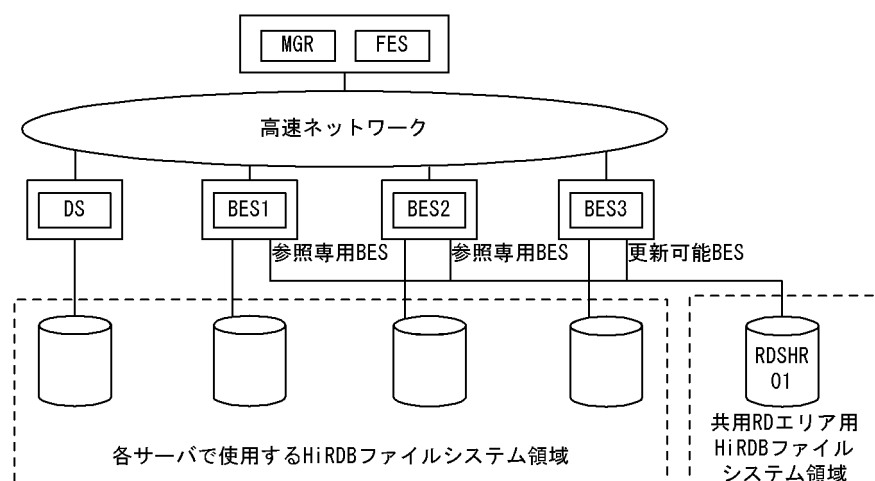 MGR
FES
高速ネットワーク
DS
BES1
BES2
BES3
参照専用BES
参照専用BES
更新可能BES
RDSHR
01
各サーバで使用するHiRDBファイルシステム領域
共用RDエリア用
HiRDBファイル
システム領域